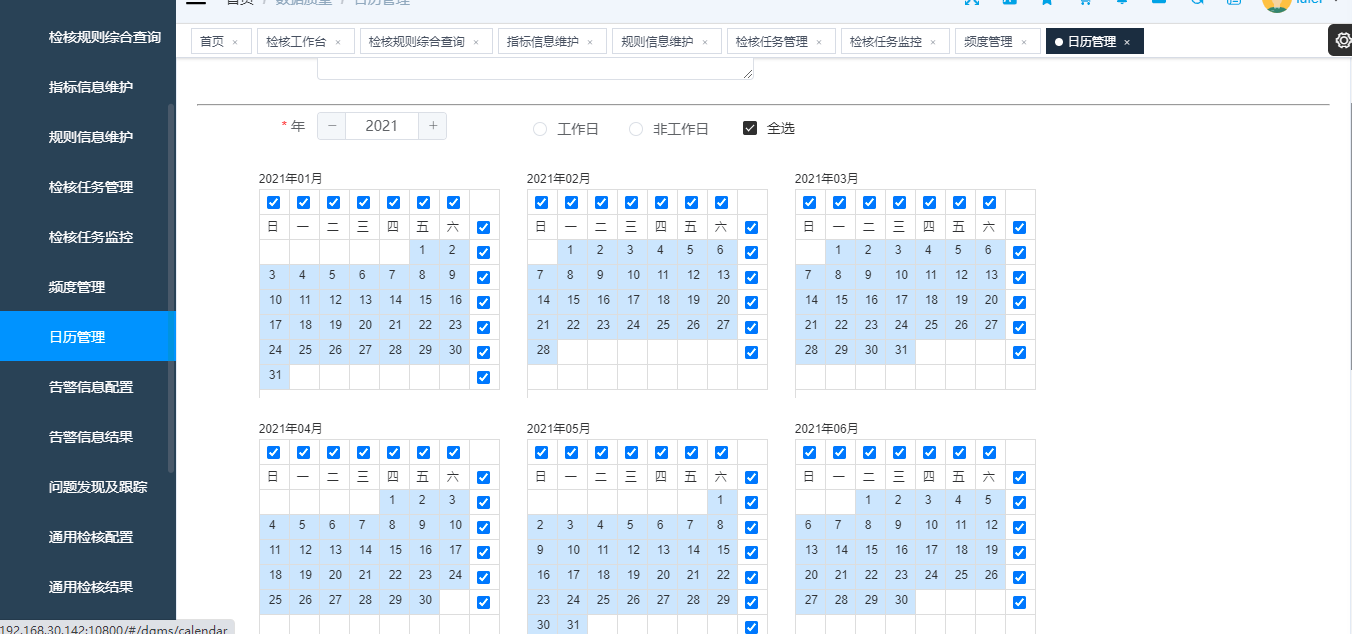 首页 / 数据质量 / 日历管理
检核规则综合查询
指标信息维护
规则信息维护
检核任务管理
检核任务监控
频度管理
日历管理
告警信息配置
告警信息结果
问题发现及跟踪
通用检核配置
通用检核结果
192.168.30.142:10800/#/dqms/calendar
首页 × 检核工作台 × 检核规则综合查询 × 指标信息维护 × 规则信息维护 × 检核任务管理 × 检核任务监控 × 频度管理 × 日历管理 ×
* 年 − 2021 + 工作日 非工作日 全选
2021年01月
日 一 二 三 四 五 六
1 2
3 4 5 6 7 8 9
10 11 12 13 14 15 16
17 18 19 20 21 22 23
24 25 26 27 28 29 30
31
2021年02月
日 一 二 三 四 五 六
1 2 3 4 5 6
7 8 9 10 11 12 13
14 15 16 17 18 19 20
21 22 23 24 25 26 27
28
2021年03月
日 一 二 三 四 五 六
1 2 3 4 5 6
7 8 9 10 11 12 13
14 15 16 17 18 19 20
21 22 23 24 25 26 27
28 29 30 31
2021年04月
日 一 二 三 四 五 六
1 2 3
4 5 6 7 8 9 10
11 12 13 14 15 16 17
18 19 20 21 22 23 24
25 26 27 28 29 30
2021年05月
日 一 二 三 四 五 六
1
2 3 4 5 6 7 8
9 10 11 12 13 14 15
16 17 18 19 20 21 22
23 24 25 26 27 28 29
30 31
2021年06月
日 一 二 三 四 五 六
1 2 3 4 5
6 7 8 9 10 11 12
13 14 15 16 17 18 19
20 21 22 23 24 25 26
27 28 29 30